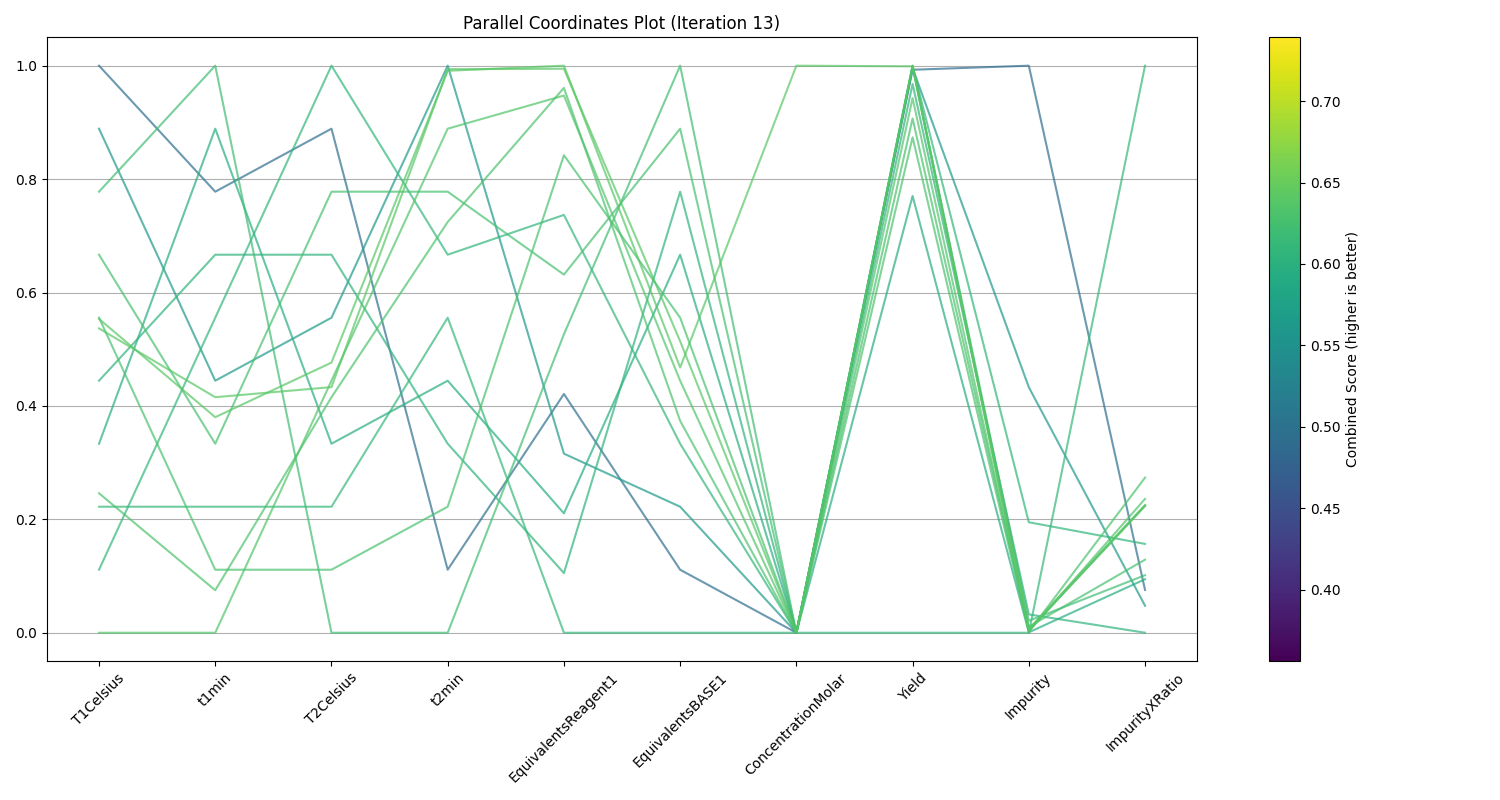 Parallel Coordinates Plot (Iteration 13)
1.0
0.8
0.6
0.4
0.2
0.0
T1Celsius
t1min
T2Celsius
t2min
EquivalentsReagent1
EquivalentsBASE1
ConcentrationMolar
Yield
Impurity
ImpurityXRatio
0.70
0.65
0.60
0.55
0.50
0.45
0.40
Combined Score (higher is better)